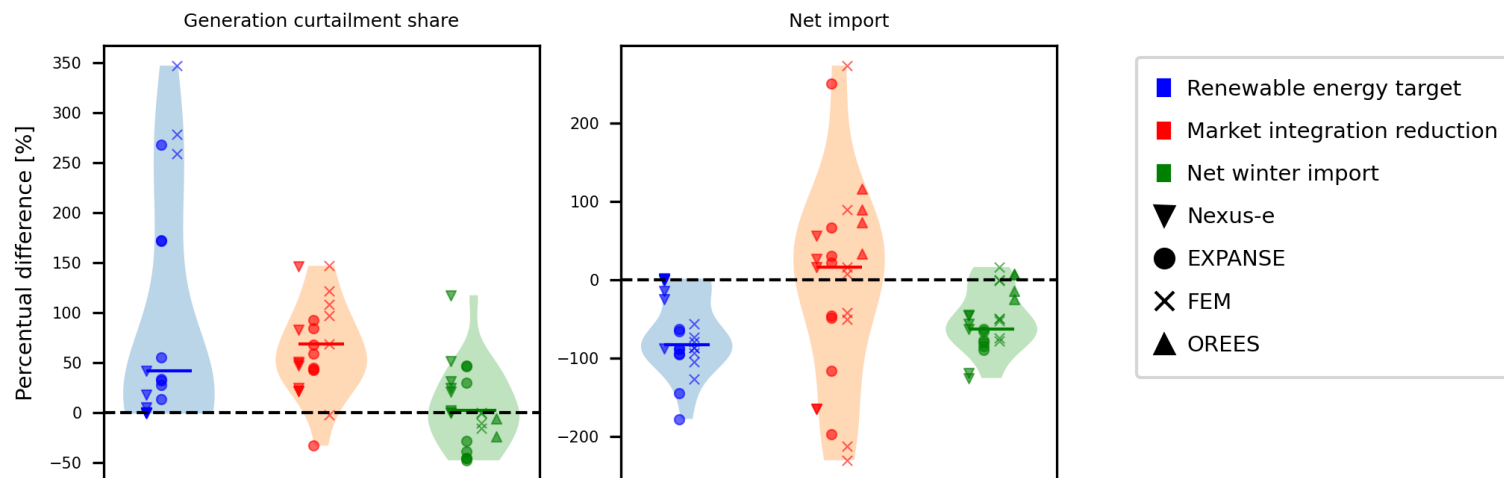 Generation curtailment share
Net import
Percentual difference [%]
350
300
250
200
150
100
50
0
−50
200
100
0
−100
−200
Renewable energy target
Market integration reduction
Net winter import
Nexus-e
EXPANSE
FEM
OREES